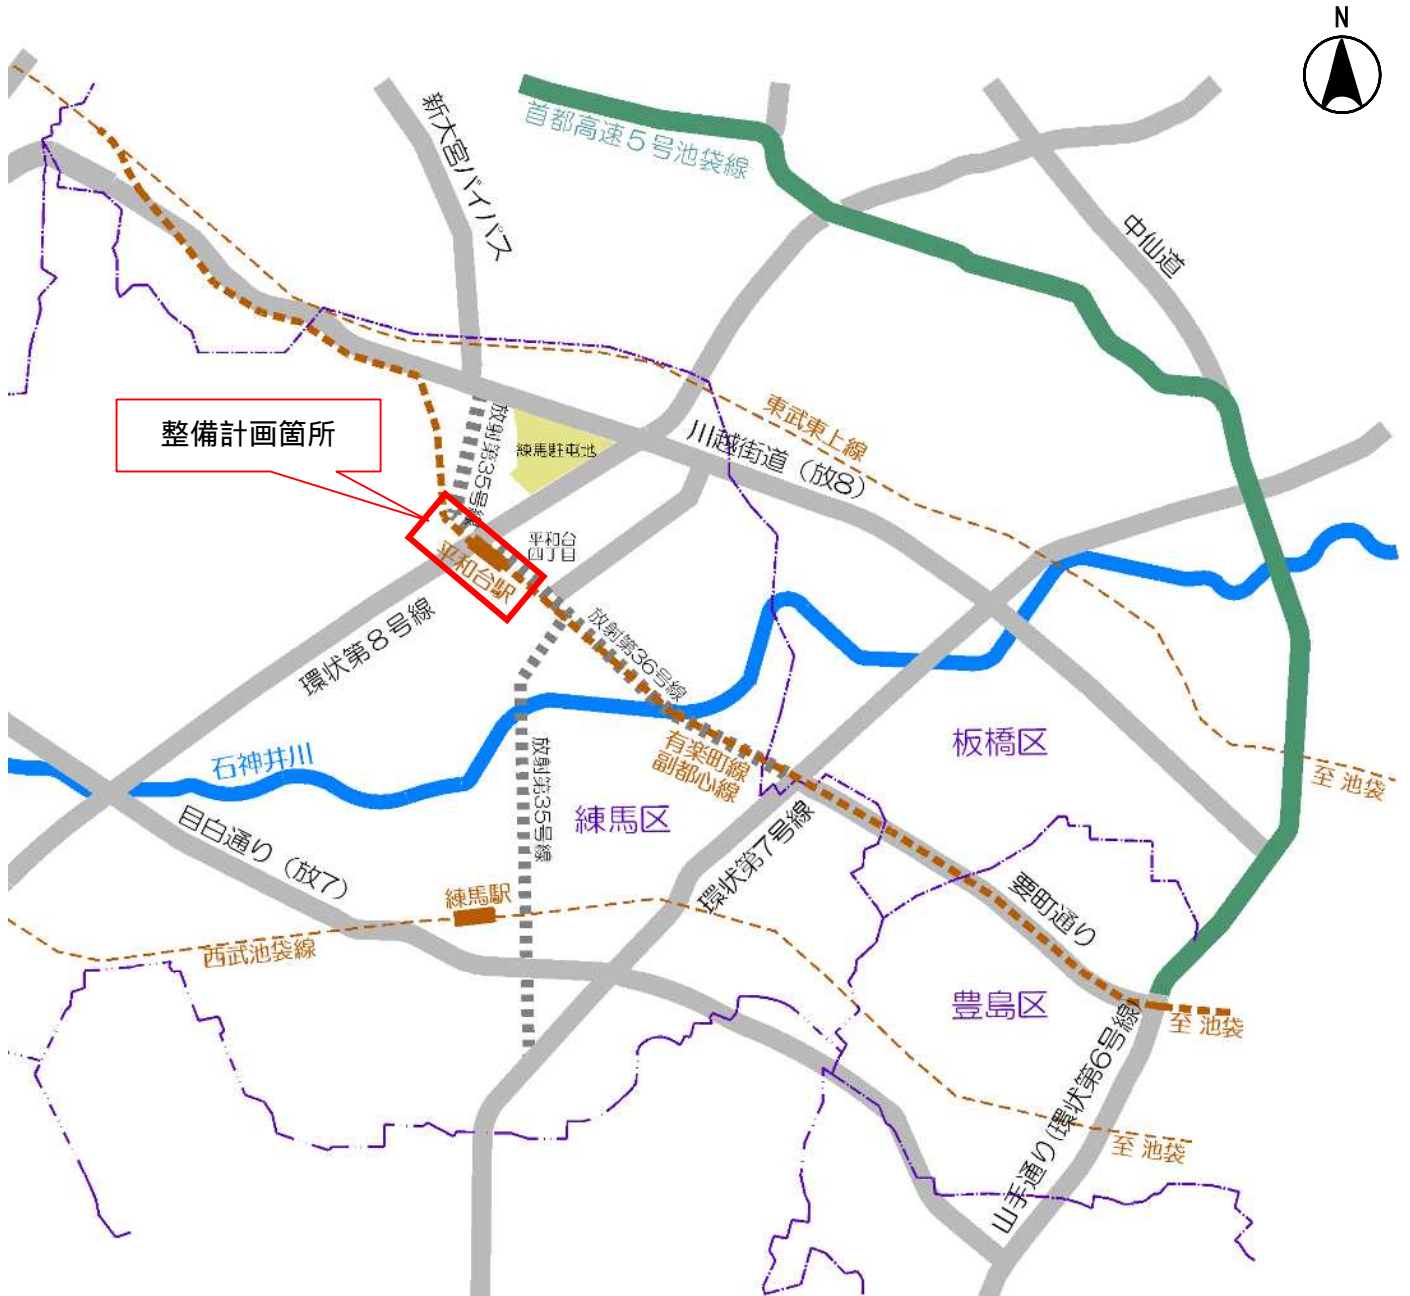 N
首都高速5号池袋線
新大宮バイパス
中仙道
整備計画箇所
放射第35号線
練馬駐屯地
東武東上線
川越街道（放8）
平和台
四丁目
平和台駅
環状第8号線
放射第36号線
石神井川
有楽町線
副都心線
板橋区
至 池袋
放射第35号線
練馬区
目白通り（放7）
環状第7号線
練馬駅
要町通り
西武池袋線
豊島区
至 池袋
山手通り(環状第6号線)
至 池袋